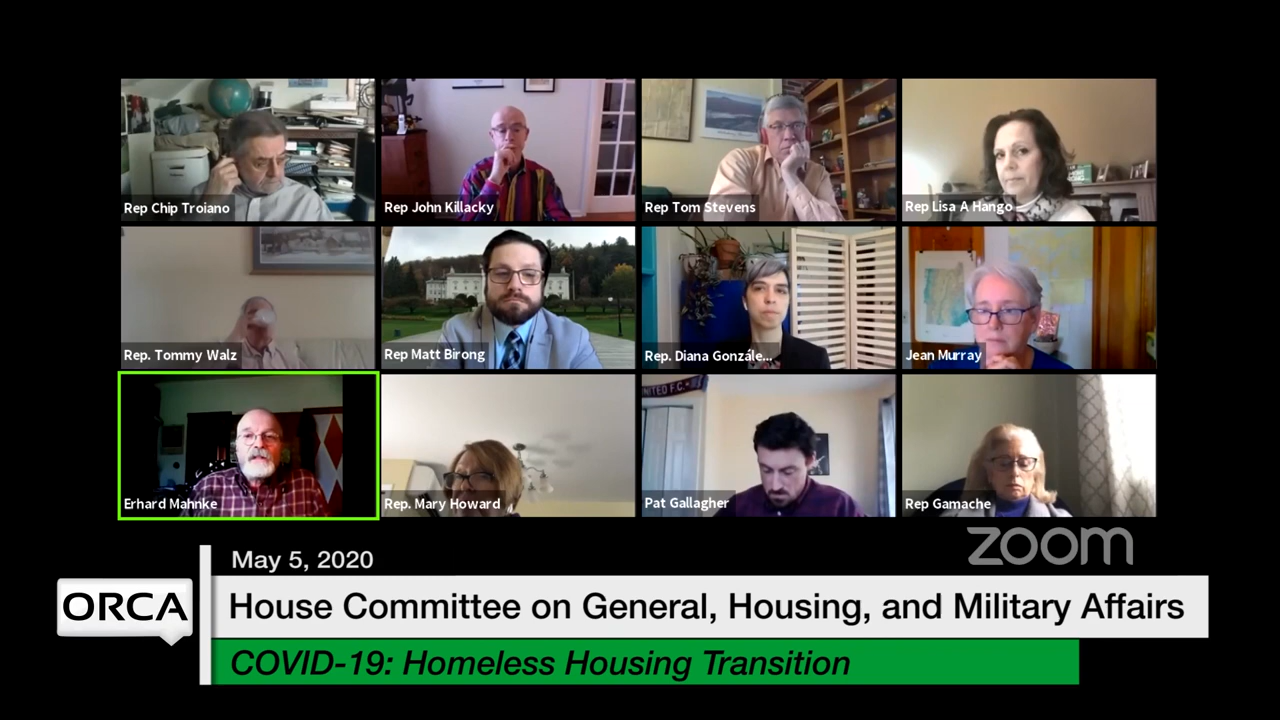 Rep Chip Troiano
Rep John Killacky
Rep Tom Stevens
Rep Lisa A Hango
Rep. Tommy Walz
Rep Matt Birong
Rep. Diana Gonzále...
Jean Murray
UNITED F.C.
Erhard Mahnke
Rep. Mary Howard
Pat Gallagher
Rep Gamache
zoom
May 5, 2020
ORCA
House Committee on General, Housing, and Military Affairs
COVID-19: Homeless Housing Transition